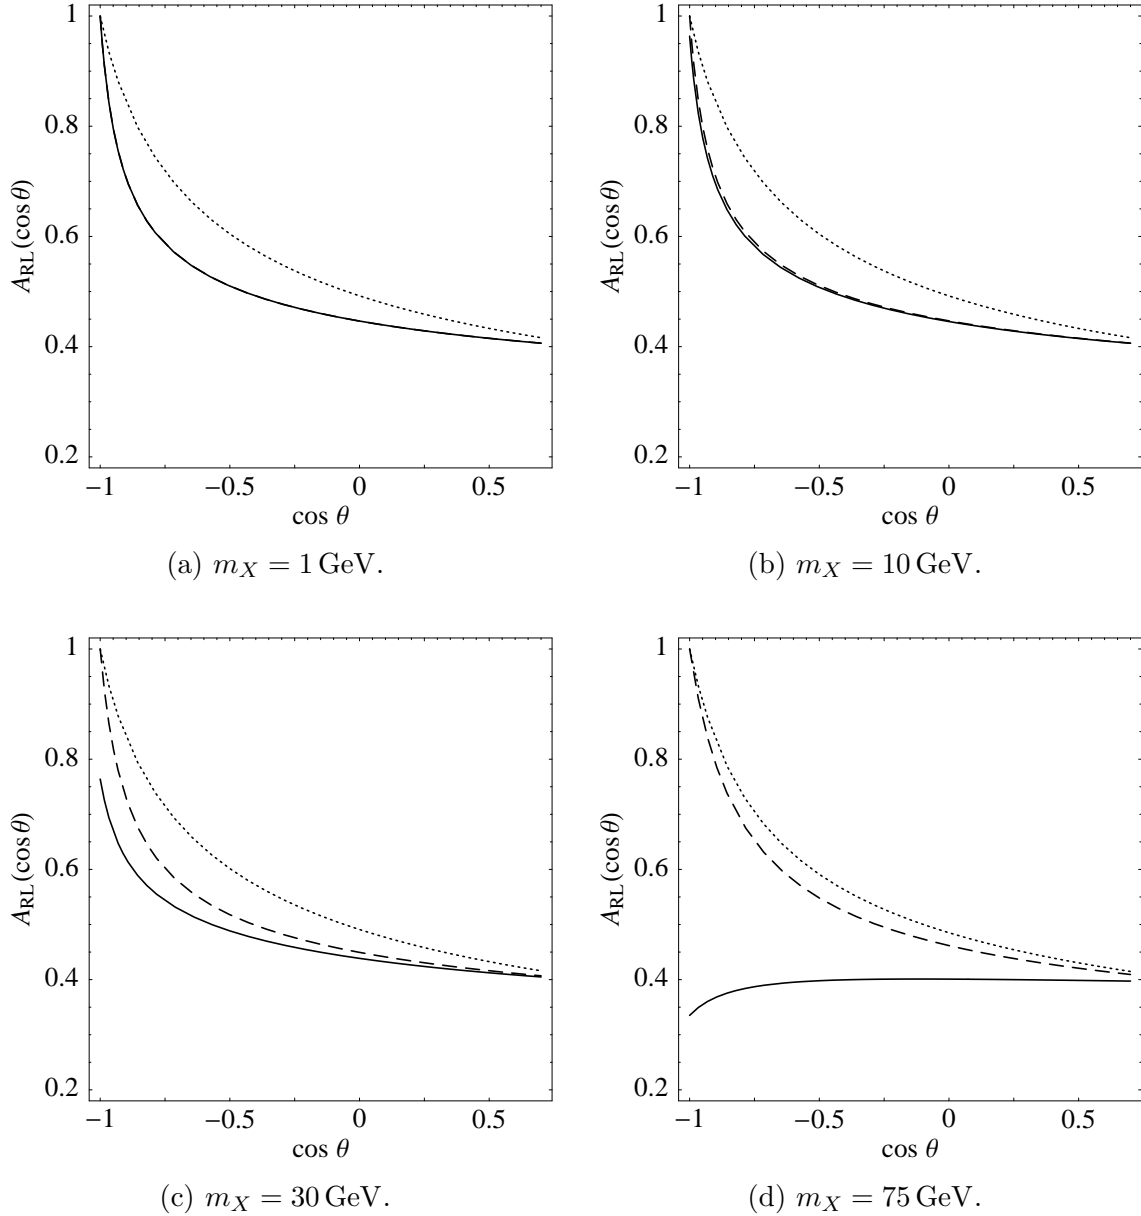 1
0.8
0.6
0.4
0.2
A_RL(cos θ)
−1 −0.5 0 0.5
cos θ
(a) m_X = 1 GeV.
1
0.8
0.6
0.4
0.2
A_RL(cos θ)
−1 −0.5 0 0.5
cos θ
(b) m_X = 10 GeV.
1
0.8
0.6
0.4
0.2
A_RL(cos θ)
−1 −0.5 0 0.5
cos θ
(c) m_X = 30 GeV.
1
0.8
0.6
0.4
0.2
A_RL(cos θ)
−1 −0.5 0 0.5
cos θ
(d) m_X = 75 GeV.